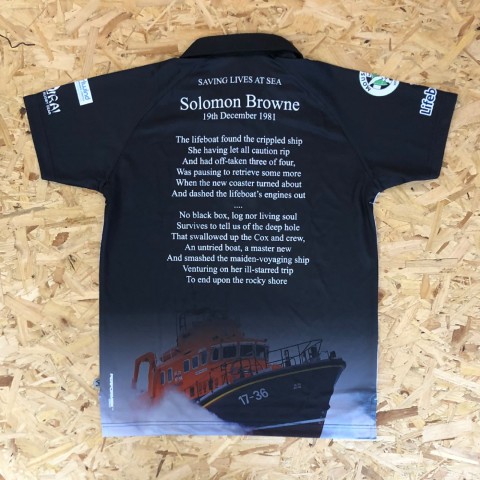 SAVING LIVES AT SEA
Solomon Browne
19th December 1981
The lifeboat found the crippled ship
She having let all caution rip
And had off-taken three of four,
Was pausing to retrieve some more
When the new coaster turned about
And dashed the lifeboat's engines out
....
No black box, log nor living soul
Survives to tell us of the deep hole
That swallowed up the Cox and crew,
An untried boat, a master new
And smashed the maiden-voyaging ship
Venturing on her ill-starred trip
To end upon the rocky shore
17-36